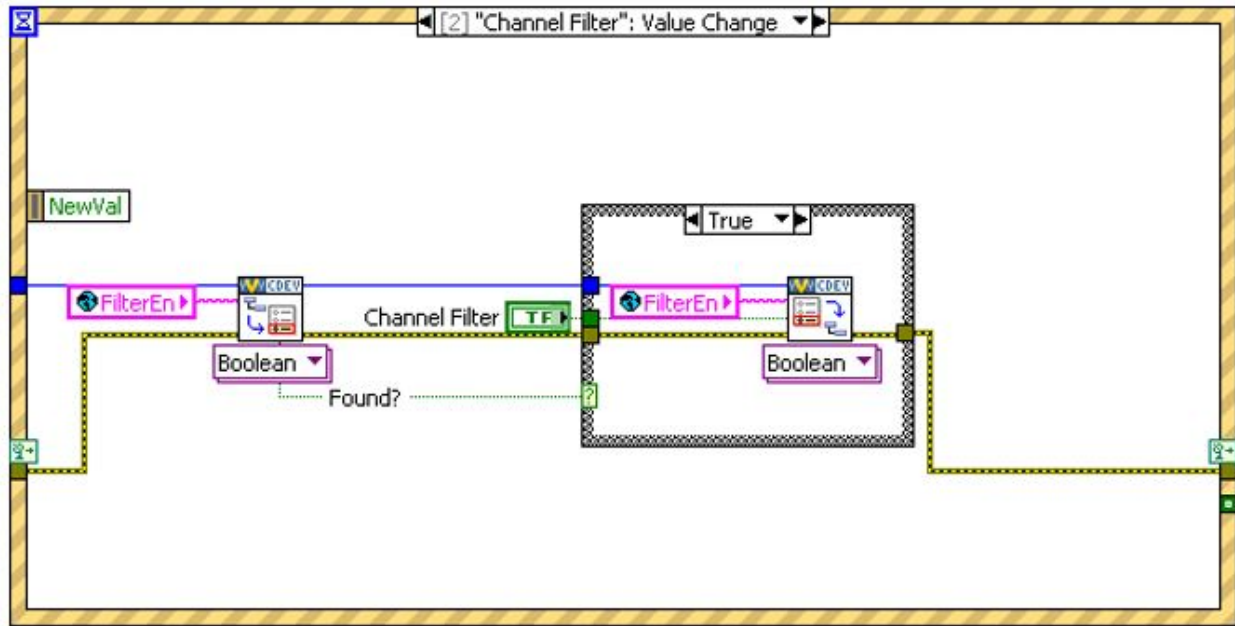 [2] "Channel Filter": Value Change
NewVal
True
CDEV
CDEV
FilterEn
FilterEn
Channel Filter
TF
Boolean
Boolean
Found?
?